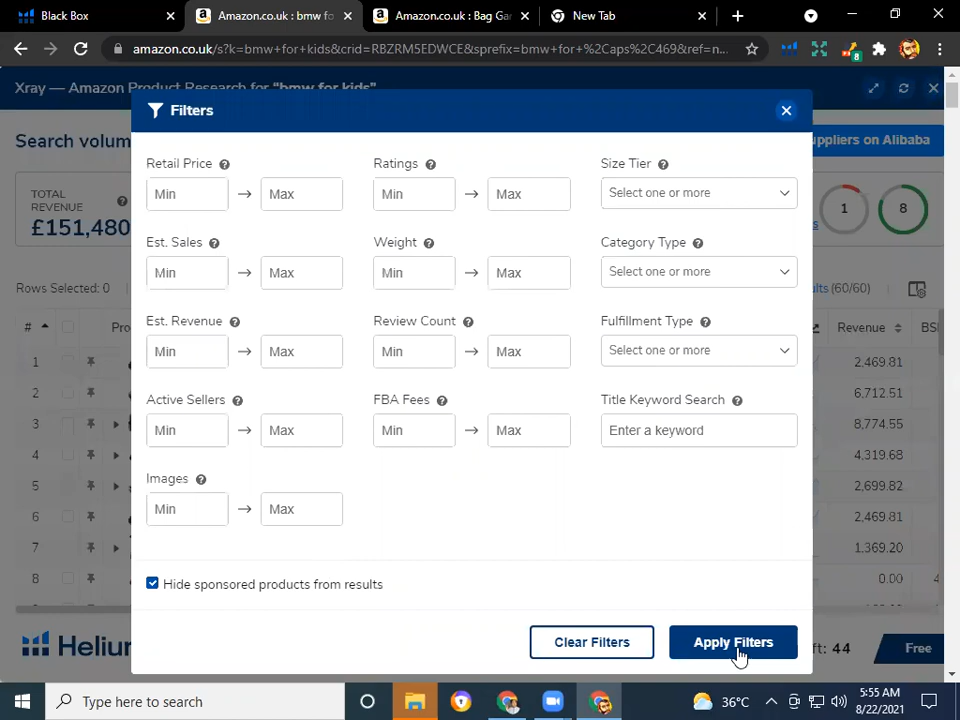 Black Box
Amazon.co.uk : bmw fo
Amazon.co.uk : Bag Ga
New Tab
amazon.co.uk/s?k=bmw+for+kids&crid=RBZRM5EDWCE&sprefix=bmw+for+%2Caps%2C469&ref=n...
8
Xray — Amazon Product Research for "bmw for kids"
Filters
Search volum
uppliers on Alibaba
TOTAL REVENUE
£151,480
1
8
Rows Selected: 0
(60/60)
#
Pro
Revenue
BS
1
2,469.81
2
6,712.51
3
8,774.55
4
4,319.68
5
2,699.82
6
2,469.81
7
1,369.20
8
0.00
4
Retail Price
Min
Max
Ratings
Min
Max
Size Tier
Select one or more
Est. Sales
Min
Max
Weight
Min
Max
Category Type
Select one or more
Est. Revenue
Min
Max
Review Count
Min
Max
Fulfillment Type
Select one or more
Active Sellers
Min
Max
FBA Fees
Min
Max
Title Keyword Search
Enter a keyword
Images
Min
Max
Hide sponsored products from results
Clear Filters
Apply Filters
Helium
ft: 44
Free
Type here to search
36°C
5:55 AM
8/22/2021